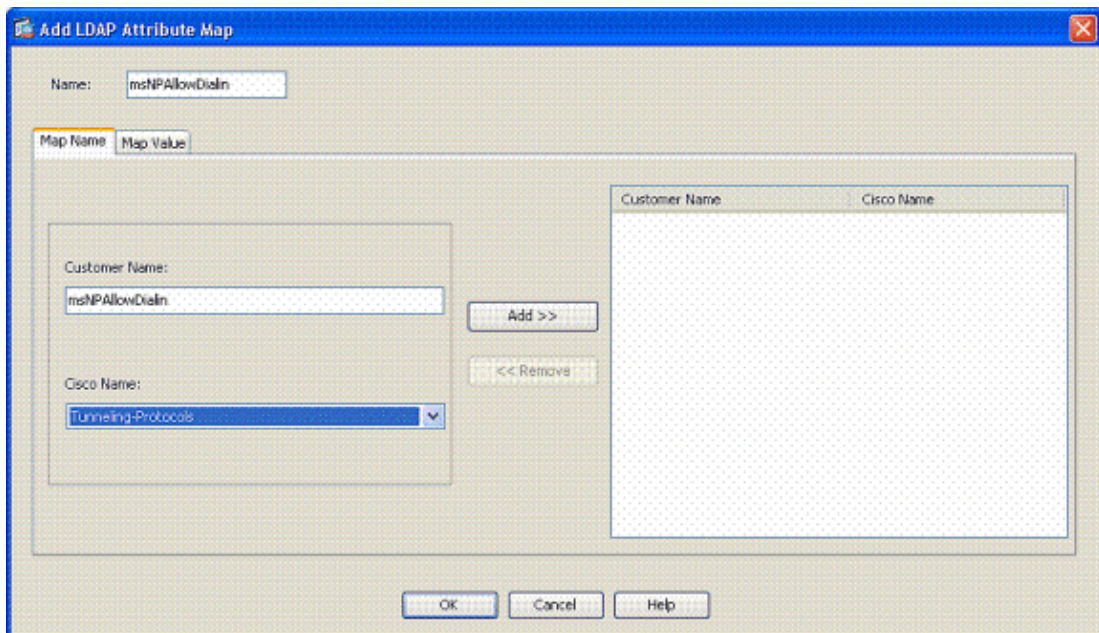 Add LDAP Attribute Map
Name: msNPAllowDialin
Map Name Map Value
Customer Name Cisco Name
Customer Name:
msNPAllowDialin
Add >>
<< Remove
Cisco Name:
Tunneling-Protocols
OK Cancel Help